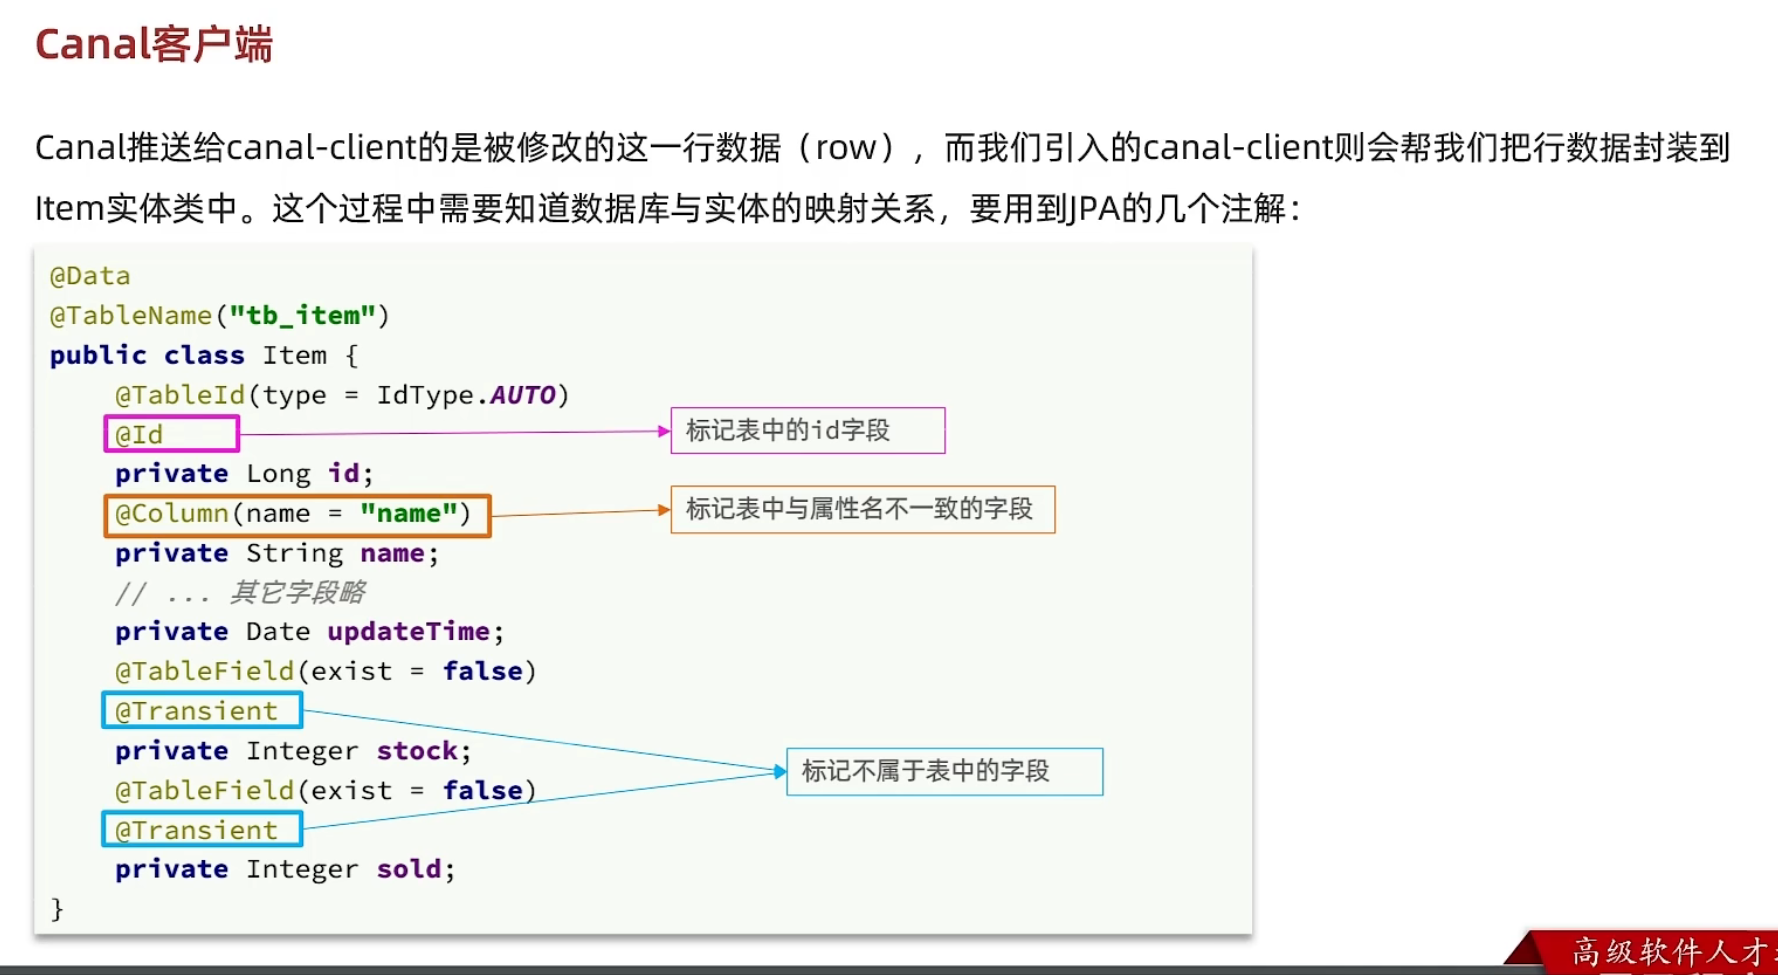 Canal客户端
Canal推送给canal-client的是被修改的这一行数据（row），而我们引入的canal-client则会帮我们把行数据封装到
Item实体类中。这个过程中需要知道数据库与实体的映射关系，要用到JPA的几个注解：
@Data
@TableName("tb_item")
public class Item {
@TableId(type = IdType.AUTO)
@Id
标记表中的id字段
private Long id;
@Column(name = "name")
标记表中与属性名不一致的字段
private String name;
// ... 其它字段略
private Date updateTime;
@TableField(exist = false)
@Transient
private Integer stock;
标记不属于表中的字段
@TableField(exist = false)
@Transient
private Integer sold;
}
高级软件人才